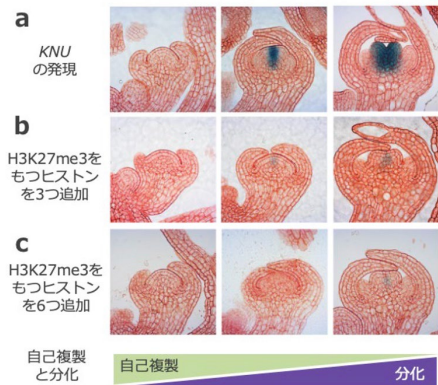 a
KNU
の発現
b
H3K27me3を
もつヒストン
を3つ追加
c
H3K27me3を
もつヒストン
を6つ追加
自己複製
と分化
自己複製
分化